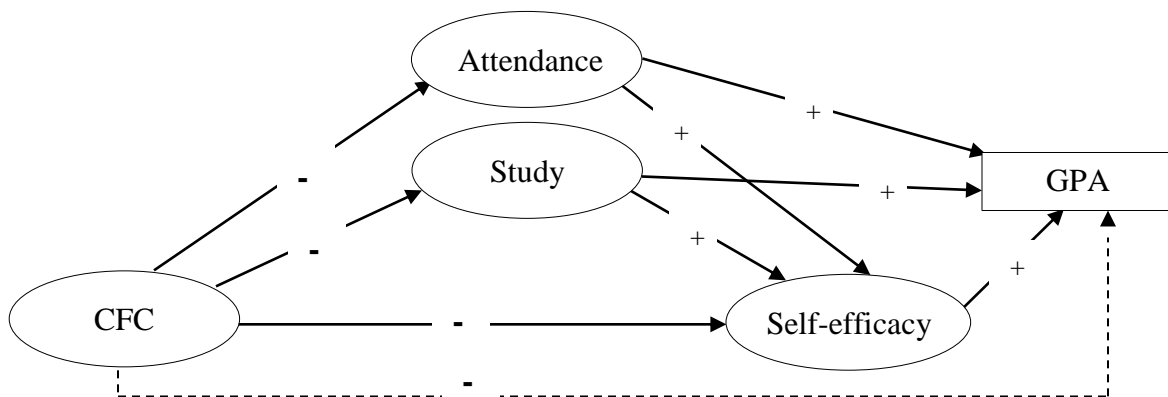 Attendance
+
+
Study
-
+
GPA
-
+
+
CFC
-
Self-efficacy
-